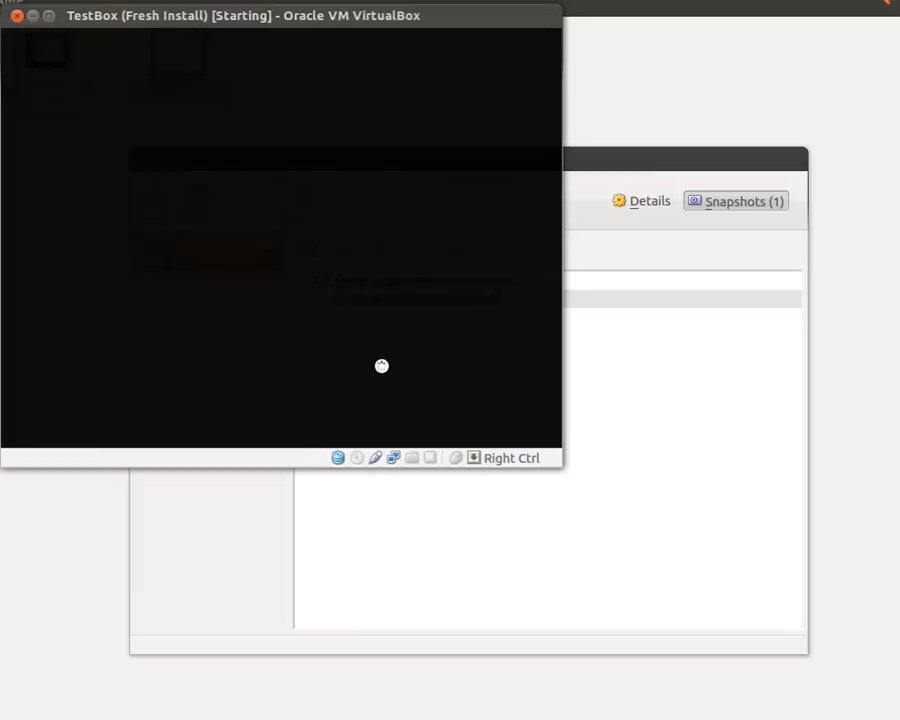 TestBox (Fresh Install) [Starting] - Oracle VM VirtualBox
Details
Snapshots (1)
Right Ctrl